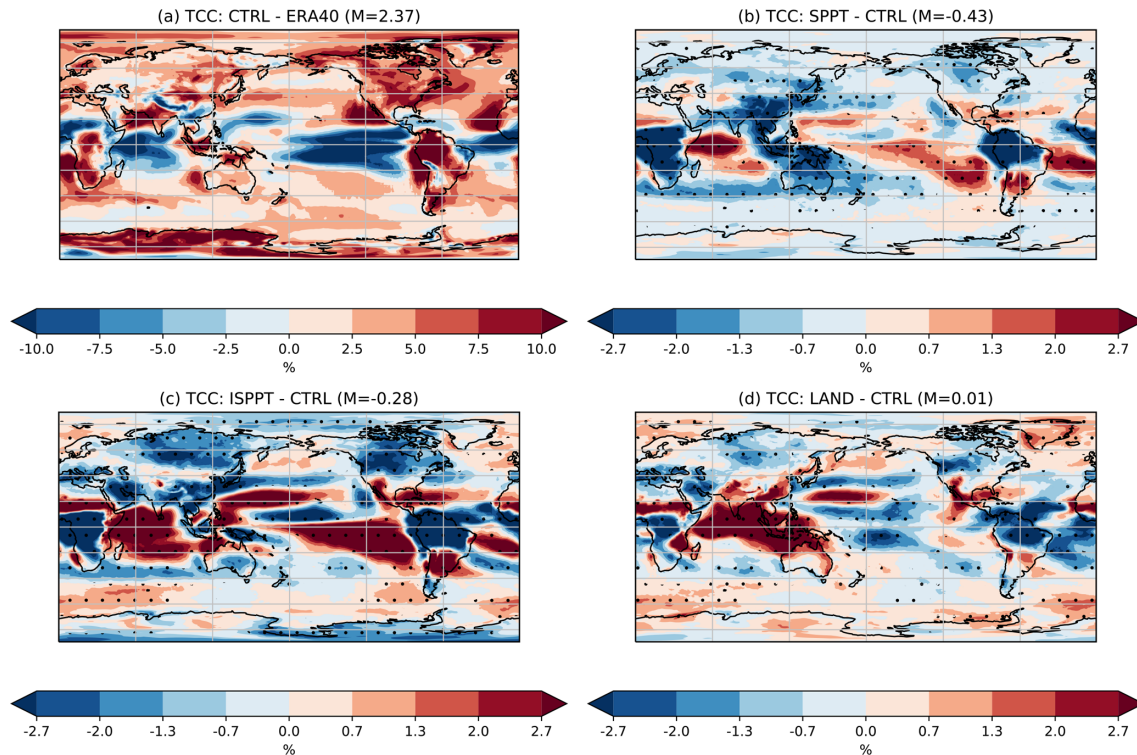 (a) TCC: CTRL - ERA40 (M=2.37)
-10.0 -7.5 -5.0 -2.5 0.0 2.5 5.0 7.5 10.0
%
(b) TCC: SPPT - CTRL (M=-0.43)
-2.7 -2.0 -1.3 -0.7 0.0 0.7 1.3 2.0 2.7
%
(c) TCC: ISPPT - CTRL (M=-0.28)
-2.7 -2.0 -1.3 -0.7 0.0 0.7 1.3 2.0 2.7
%
(d) TCC: LAND - CTRL (M=0.01)
-2.7 -2.0 -1.3 -0.7 0.0 0.7 1.3 2.0 2.7
%